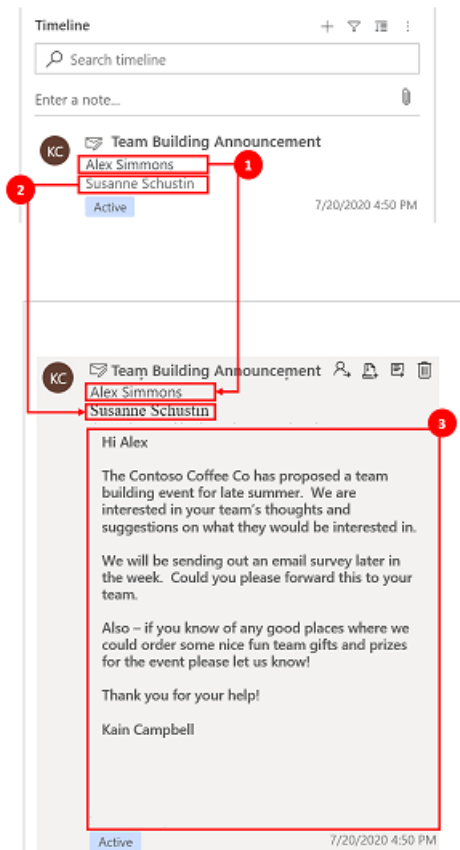 Timeline
Search timeline
Enter a note...
KC
Team Building Announcement
Alex Simmons
1
2
Susanne Schustin
Active
7/20/2020 4:50 PM
KC
Team Building Announcement
Alex Simmons
Susanne Schustin
3
Hi Alex
The Contoso Coffee Co has proposed a team
building event for late summer. We are
interested in your team's thoughts and
suggestions on what they would be interested in.
We will be sending out an email survey later in
the week. Could you please forward this to your
team.
Also – if you know of any good places where we
could order some nice fun team gifts and prizes
for the event please let us know!
Thank you for your help!
Kain Campbell
Active
7/20/2020 4:50 PM